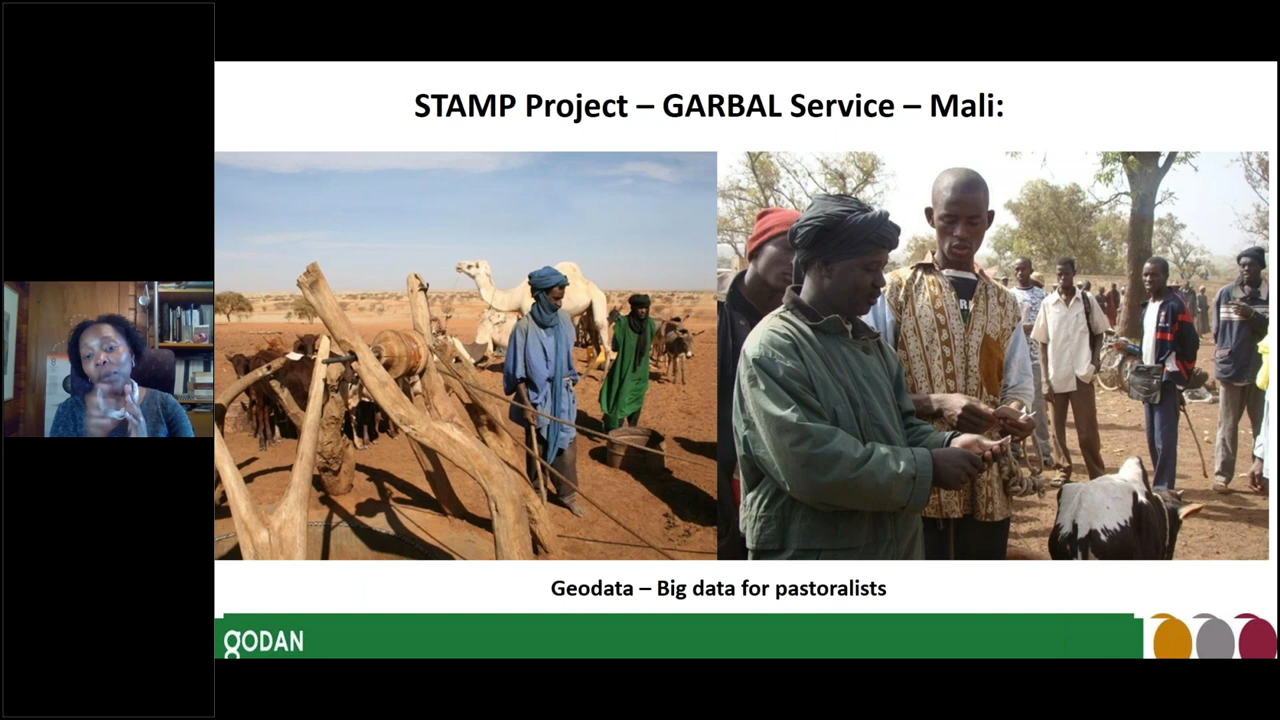 STAMP Project – GARBAL Service – Mali:
Geodata – Big data for pastoralists
gODAN